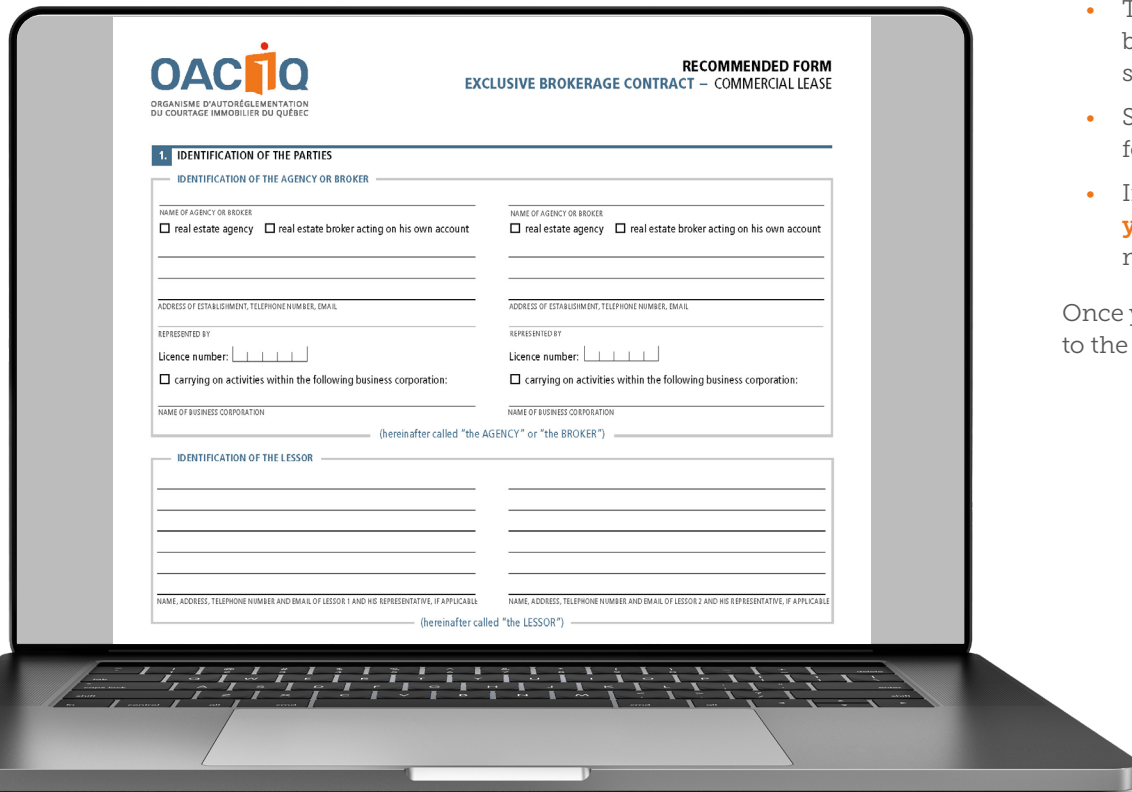 OACIQ
ORGANISME D'AUTORÉGLEMENTATION
DU COURTAGE IMMOBILIER DU QUÉBEC
RECOMMENDED FORM
EXCLUSIVE BROKERAGE CONTRACT – COMMERCIAL LEASE
1. IDENTIFICATION OF THE PARTIES
IDENTIFICATION OF THE AGENCY OR BROKER
NAME OF AGENCY OR BROKER NAME OF AGENCY OR BROKER
real estate agency real estate broker acting on his own account real estate agency real estate broker acting on his own account
ADDRESS OF ESTABLISHMENT, TELEPHONE NUMBER, EMAIL ADDRESS OF ESTABLISHMENT, TELEPHONE NUMBER, EMAIL
REPRESENTED BY REPRESENTED BY
Licence number: Licence number:
carrying on activities within the following business corporation: carrying on activities within the following business corporation:
NAME OF BUSINESS CORPORATION NAME OF BUSINESS CORPORATION
(hereinafter called "the AGENCY" or "the BROKER")
IDENTIFICATION OF THE LESSOR
NAME, ADDRESS, TELEPHONE NUMBER AND EMAIL OF LESSOR 1 AND HIS REPRESENTATIVE, IF APPLICABLE NAME, ADDRESS, TELEPHONE NUMBER AND EMAIL OF LESSOR 2 AND HIS REPRESENTATIVE, IF APPLICABLE
(hereinafter called "the LESSOR")
Once
to the